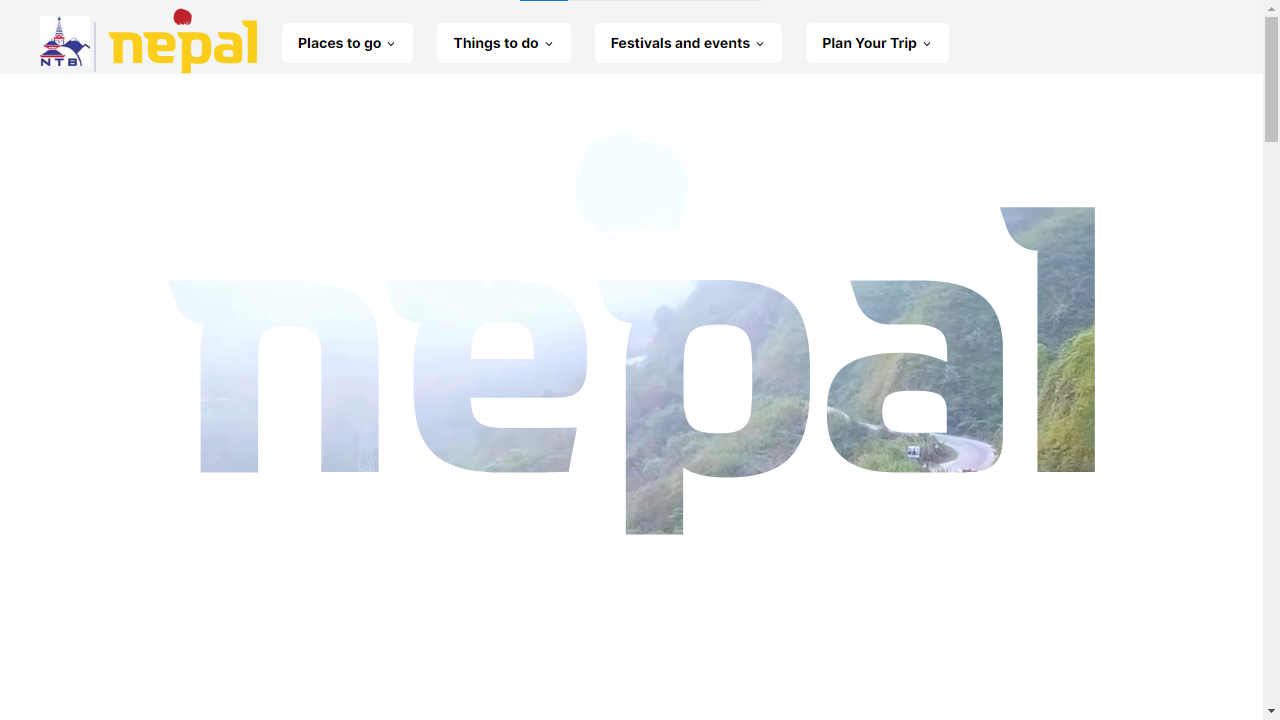 NTB
nepal
Places to go
Things to do
Festivals and events
Plan Your Trip
nepal